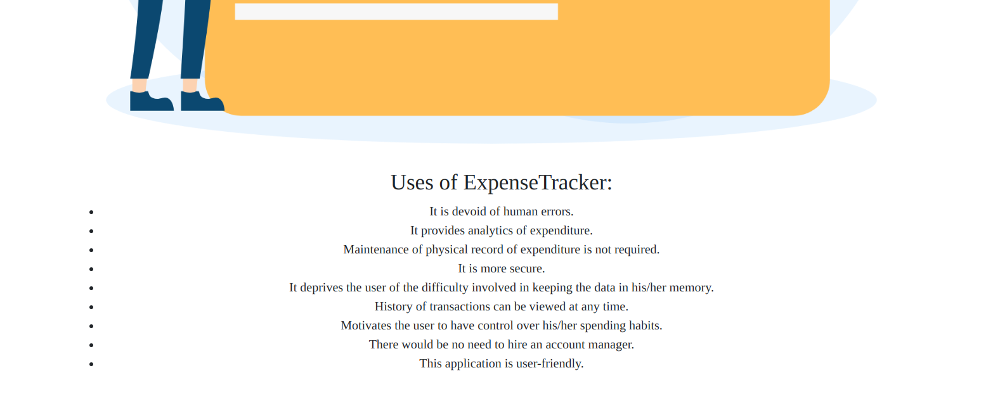 Uses of ExpenseTracker:
It is devoid of human errors.
It provides analytics of expenditure.
Maintenance of physical record of expenditure is not required.
It is more secure.
It deprives the user of the difficulty involved in keeping the data in his/her memory.
History of transactions can be viewed at any time.
Motivates the user to have control over his/her spending habits.
There would be no need to hire an account manager.
This application is user-friendly.